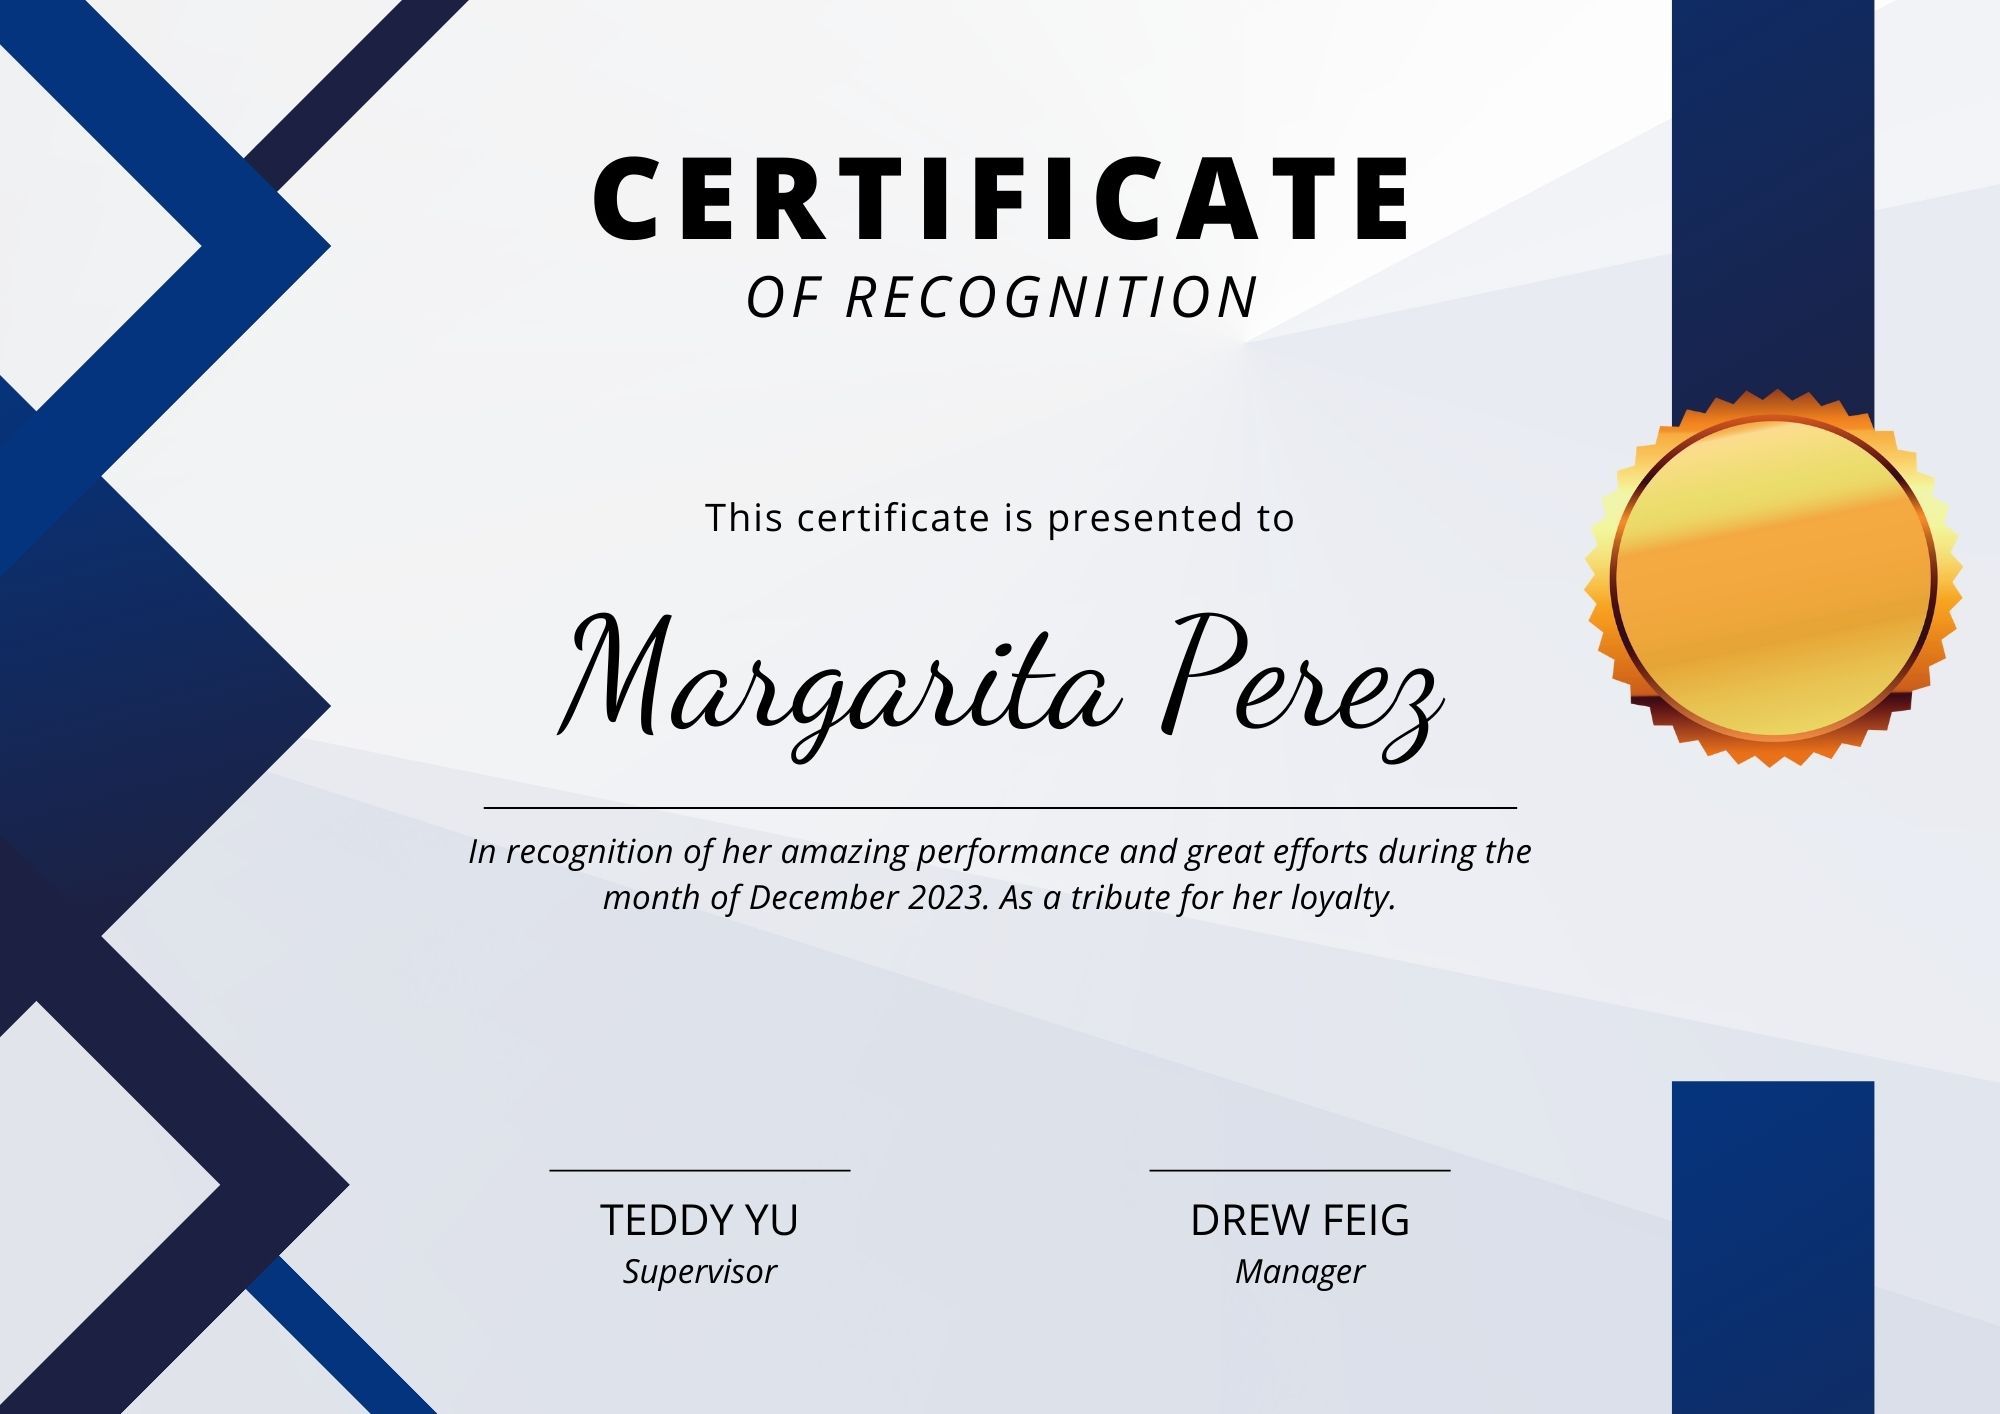 CERTIFICATE
OF RECOGNITION
This certificate is presented to
Margarita Perez
In recognition of her amazing performance and great efforts during the
month of December 2023. As a tribute for her loyalty.
TEDDY YU
Supervisor
DREW FEIG
Manager